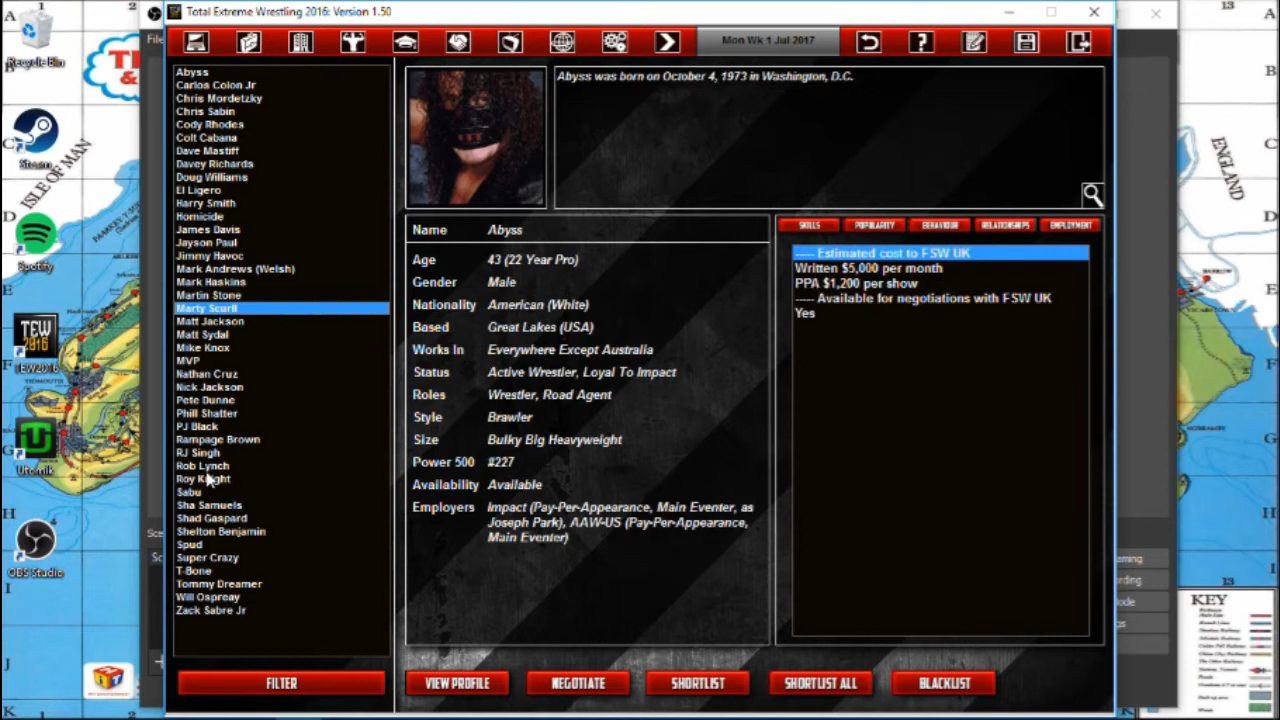 Total Extreme Wrestling 2016: Version 1.50
Mon Wk 1 Jul 2017
Recycle Bin
Steam
Spotify
TEW2016
Utomik
OBS Studio
ISLE OF MAN
File
Abyss
Carlos Colon Jr
Chris Mordetzky
Chris Sabin
Cody Rhodes
Colt Cabana
Dave Mastiff
Davey Richards
Doug Williams
El Ligero
Harry Smith
Homicide
James Davis
Jayson Paul
Jimmy Havoc
Mark Andrews (Welsh)
Mark Haskins
Martin Stone
Marty Scurll
Matt Jackson
Matt Sydal
Mike Knox
MVP
Nathan Cruz
Nick Jackson
Pete Dunne
Phill Shatter
PJ Black
Rampage Brown
RJ Singh
Rob Lynch
Roy Knight
Sabu
Sha Samuels
Shad Gaspard
Shelton Benjamin
Spud
Super Crazy
T-Bone
Tommy Dreamer
Will Ospreay
Zack Sabre Jr
FILTER
Abyss was born on October 4, 1973 in Washington, D.C.
Name Abyss
Age 43 (22 Year Pro)
Gender Male
Nationality American (White)
Based Great Lakes (USA)
Works In Everywhere Except Australia
Status Active Wrestler, Loyal To Impact
Roles Wrestler, Road Agent
Style Brawler
Size Bulky Big Heavyweight
Power 500 #227
Availability Available
Employers Impact (Pay-Per-Appearance, Main Eventer, as
Joseph Park), AAW-US (Pay-Per-Appearance,
Main Eventer)
SKILLS POPULARITY BEHAVIOUR RELATIONSHIPS EMPLOYMENT
---- Estimated cost to FSW UK
Written $5,000 per month
PPA $1,200 per show
---- Available for negotiations with FSW UK
Yes
VIEW PROFILE NEGOTIATE SHORTLIST SHORTLIST ALL BLACKLIST
ENGLAND
KEY